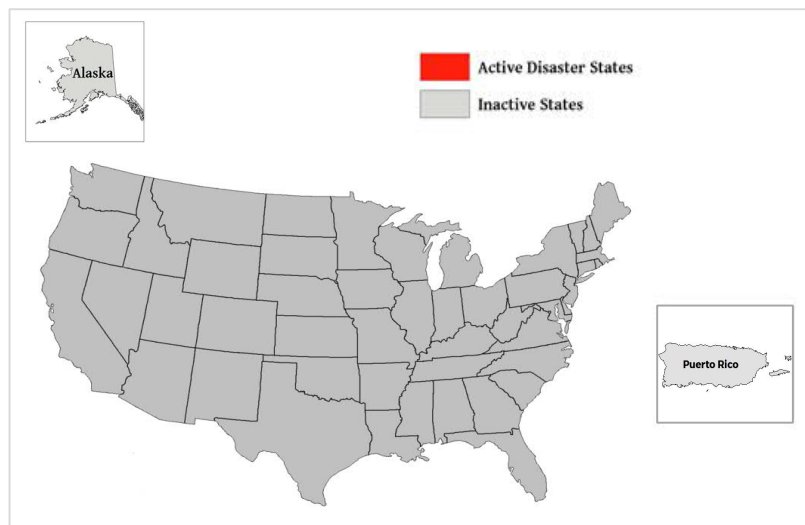 Alaska
Active Disaster States
Inactive States
Puerto Rico